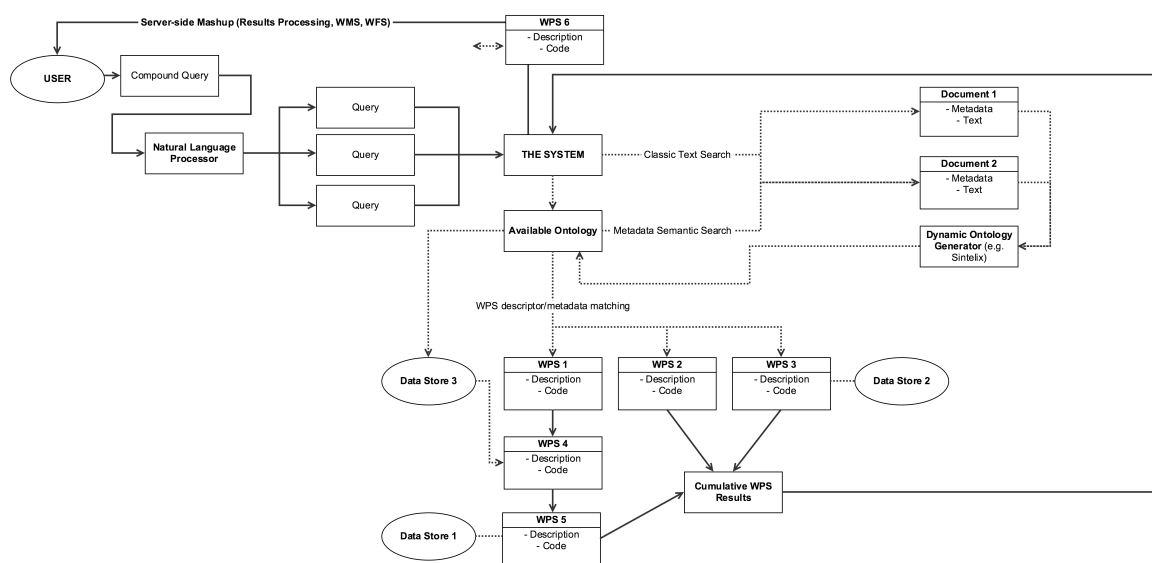 Server-side Mashup (Results Processing, WMS, WFS)
WPS 6
- Description
- Code
USER
Compound Query
Natural Language
Processor
Query
Query
Query
THE SYSTEM
Classic Text Search
Document 1
- Metadata
- Text
Document 2
- Metadata
- Text
Available Ontology
Metadata Semantic Search
Dynamic Ontology
Generator (e.g.
Sintelix)
WPS descriptor/metadata matching
Data Store 3
WPS 1
- Description
- Code
WPS 2
- Description
- Code
WPS 3
- Description
- Code
Data Store 2
WPS 4
- Description
- Code
Cumulative WPS
Results
Data Store 1
WPS 5
- Description
- Code